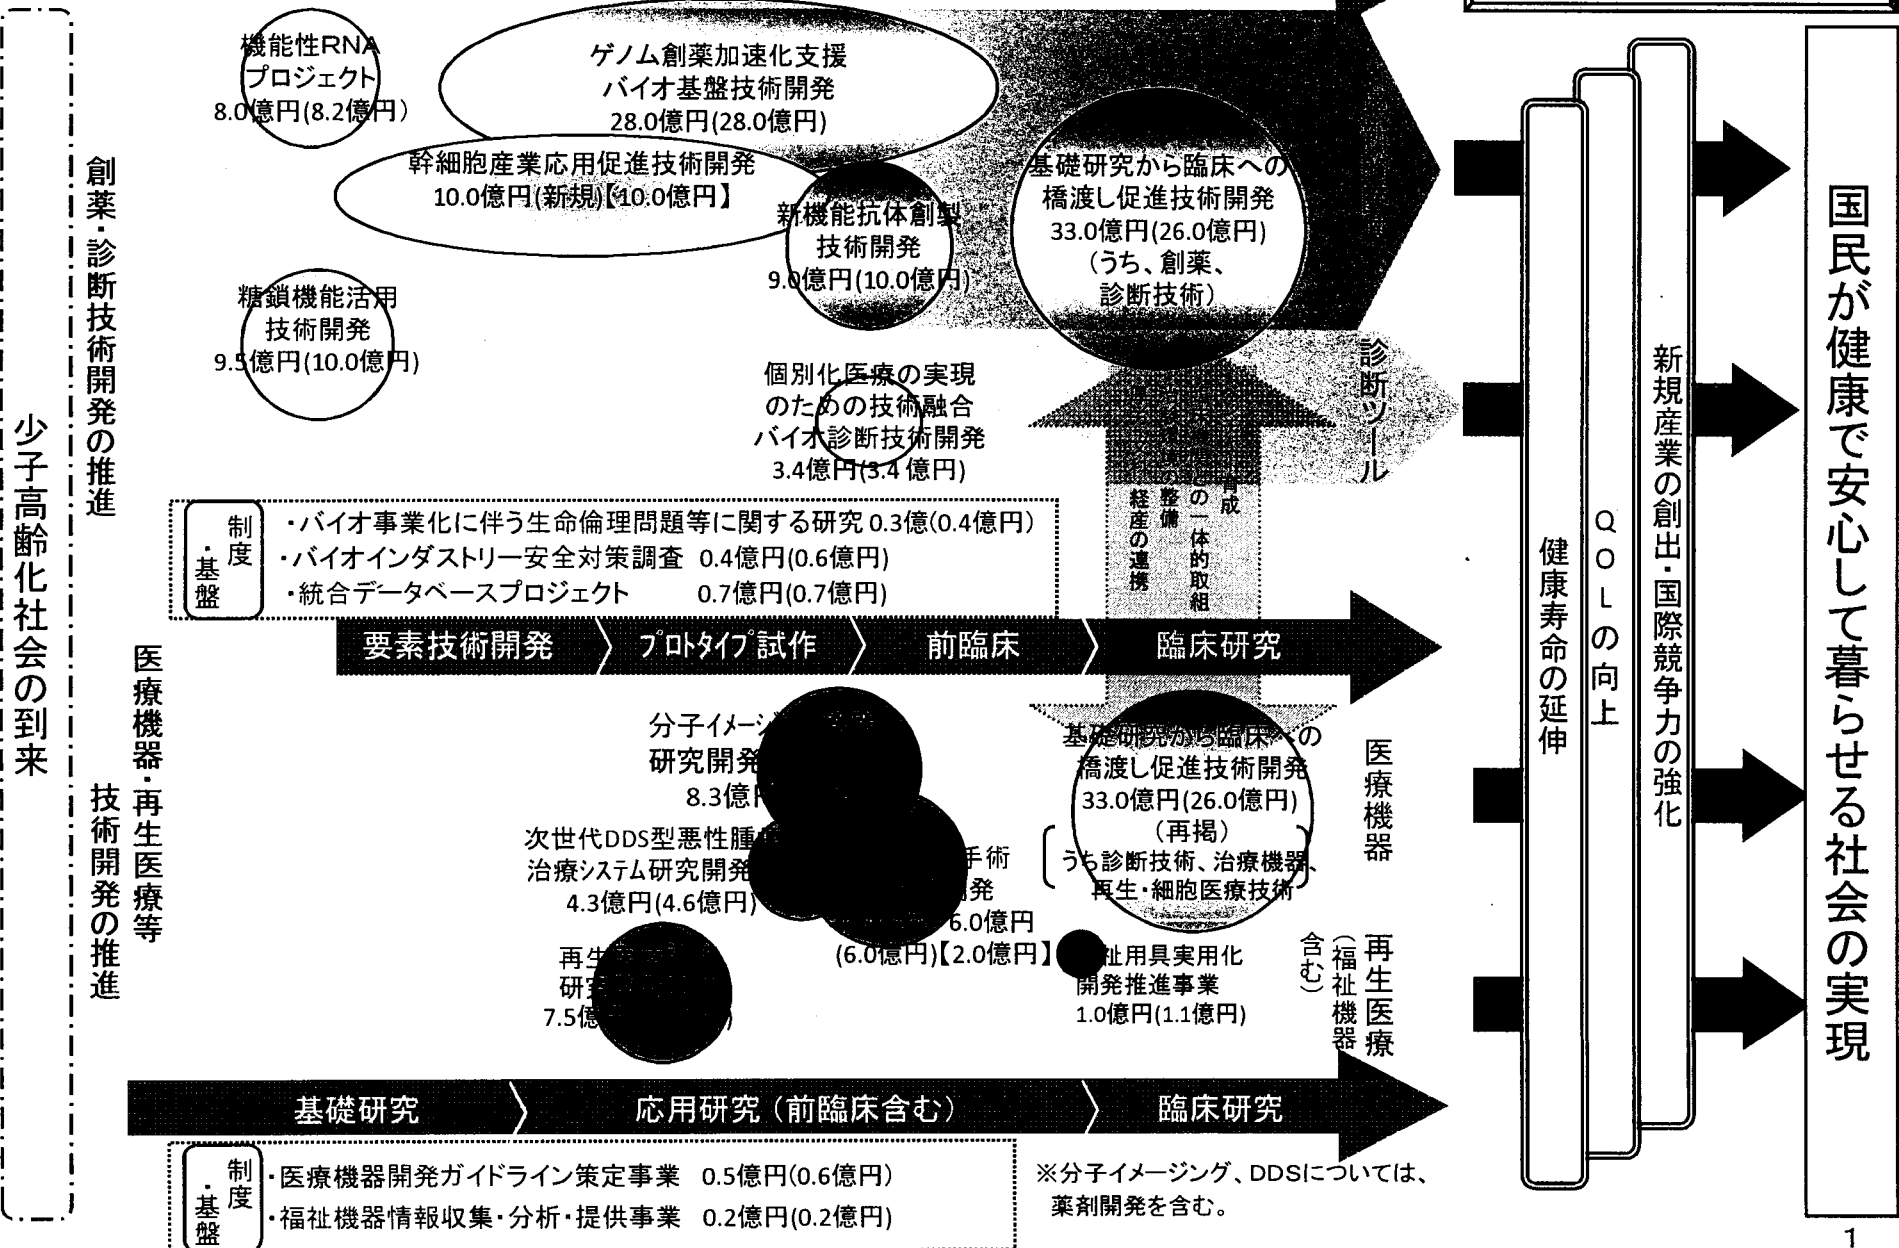 少子高齢化社会の到来
創薬・診断技術開発の推進
機能性RNA
プロジェクト
8.0億円(8.2億円)
ゲノム創薬加速化支援
バイオ基盤技術開発
28.0億円(28.0億円)
幹細胞産業応用促進技術開発
10.0億円(新規)【10.0億円】
新機能抗体創製
技術開発
9.0億円(10.0億円)
基礎研究から臨床への
橋渡し促進技術開発
33.0億円(26.0億円)
(うち、創薬、
診断技術)
糖鎖機能活用
技術開発
9.5億円(10.0億円)
個別化医療の実現
のための技術融合
バイオ診断技術開発
3.4億円(3.4億円)
診断ツール
育成
の一体的取組
の整備
経産の連携
制度
・基盤
・バイオ事業化に伴う生命倫理問題等に関する研究 0.3億(0.4億円)
・バイオインダストリー安全対策調査 0.4億円(0.6億円)
・統合データベースプロジェクト 0.7億円(0.7億円)
要素技術開発
プロトタイプ試作
前臨床
臨床研究
医療機器・再生医療等
技術開発の推進
分子イメージ
研究開発
8.3億
次世代DDS型悪性腫
治療システム研究開発
4.3億円(4.6億円)
手術
発
6.0億円
(6.0億円)【2.0億円】
再生
研
7.5億
基礎研究から臨床への
橋渡し促進技術開発
33.0億円(26.0億円)
(再掲)
うち診断技術、治療機器、
再生・細胞医療技術
祉用具実用化
開発推進事業
1.0億円(1.1億円)
医療機器
再生医療
(福祉機器
含む)
基礎研究
応用研究(前臨床含む)
臨床研究
制度
・基盤
・医療機器開発ガイドライン策定事業 0.5億円(0.6億円)
・福祉機器情報収集・分析・提供事業 0.2億円(0.2億円)
※分子イメージング、DDSについては、
薬剤開発を含む。
健康寿命の延伸
QOLの向上
新規産業の創出・国際競争力の強化
国民が健康で安心して暮らせる社会の実現
1